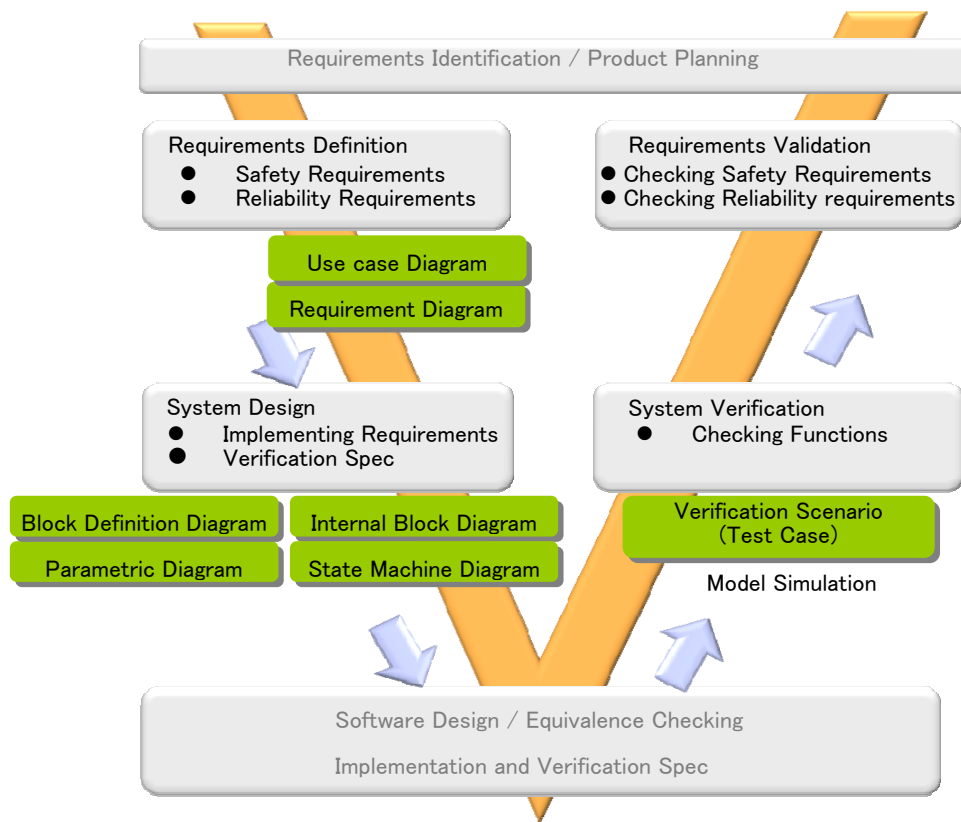 Requirements Identification / Product Planning
Requirements Definition
● Safety Requirements
● Reliability Requirements
Requirements Validation
● Checking Safety Requirements
● Checking Reliability requirements
Use case Diagram
Requirement Diagram
System Design
● Implementing Requirements
● Verification Spec
System Verification
● Checking Functions
Block Definition Diagram
Internal Block Diagram
Parametric Diagram
State Machine Diagram
Verification Scenario
(Test Case)
Model Simulation
Software Design / Equivalence Checking
Implementation and Verification Spec